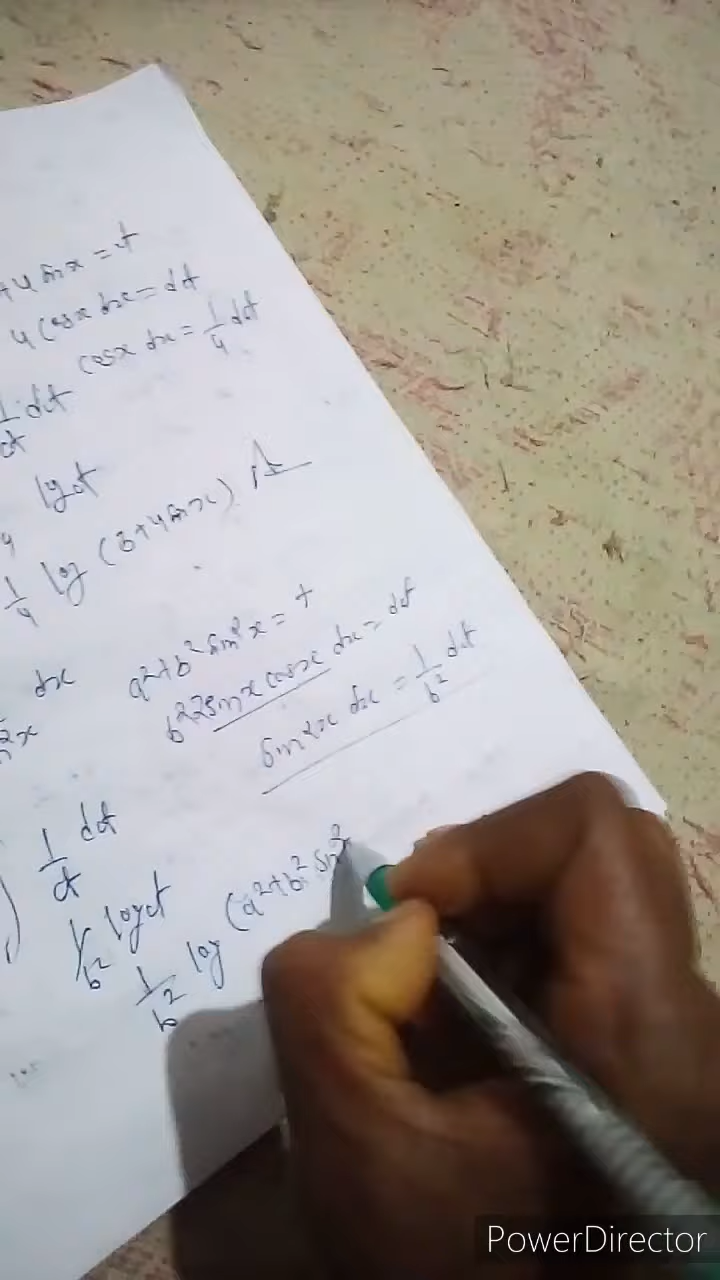 +4 sin x = t
4 cos x dx = dt
cos x dx = 1/4 dt
1/t dt
log t
1/4 log (3+4 sin x)
dx
a²+b² sin² x = t
b² 2 sin x cos x dx = dt
sin 2x dx = 1/b² dt
1/t dt
1/b² log t
1/b² log (a²+b² sin²
PowerDirector